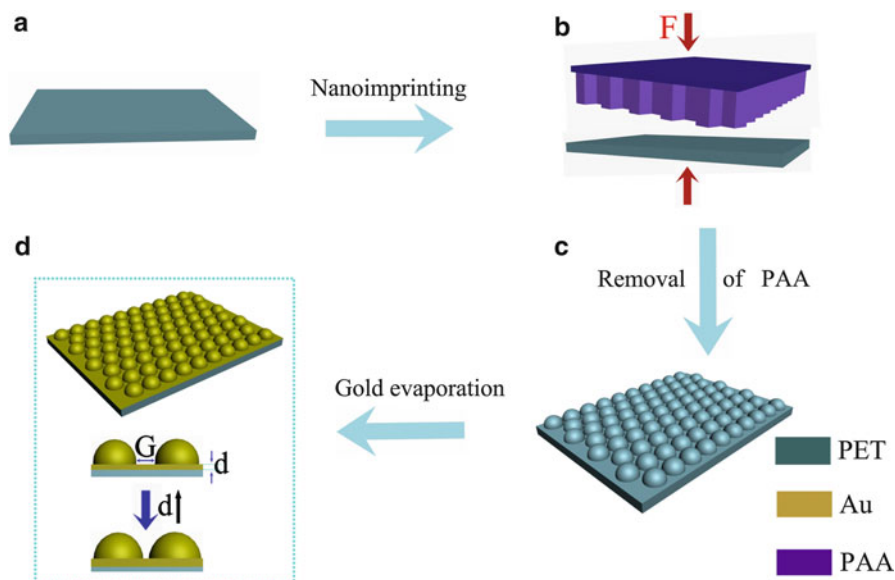 a
Nanoimprinting
b
F
d
c
Removal of PAA
Gold evaporation
G
d
d
PET
Au
PAA